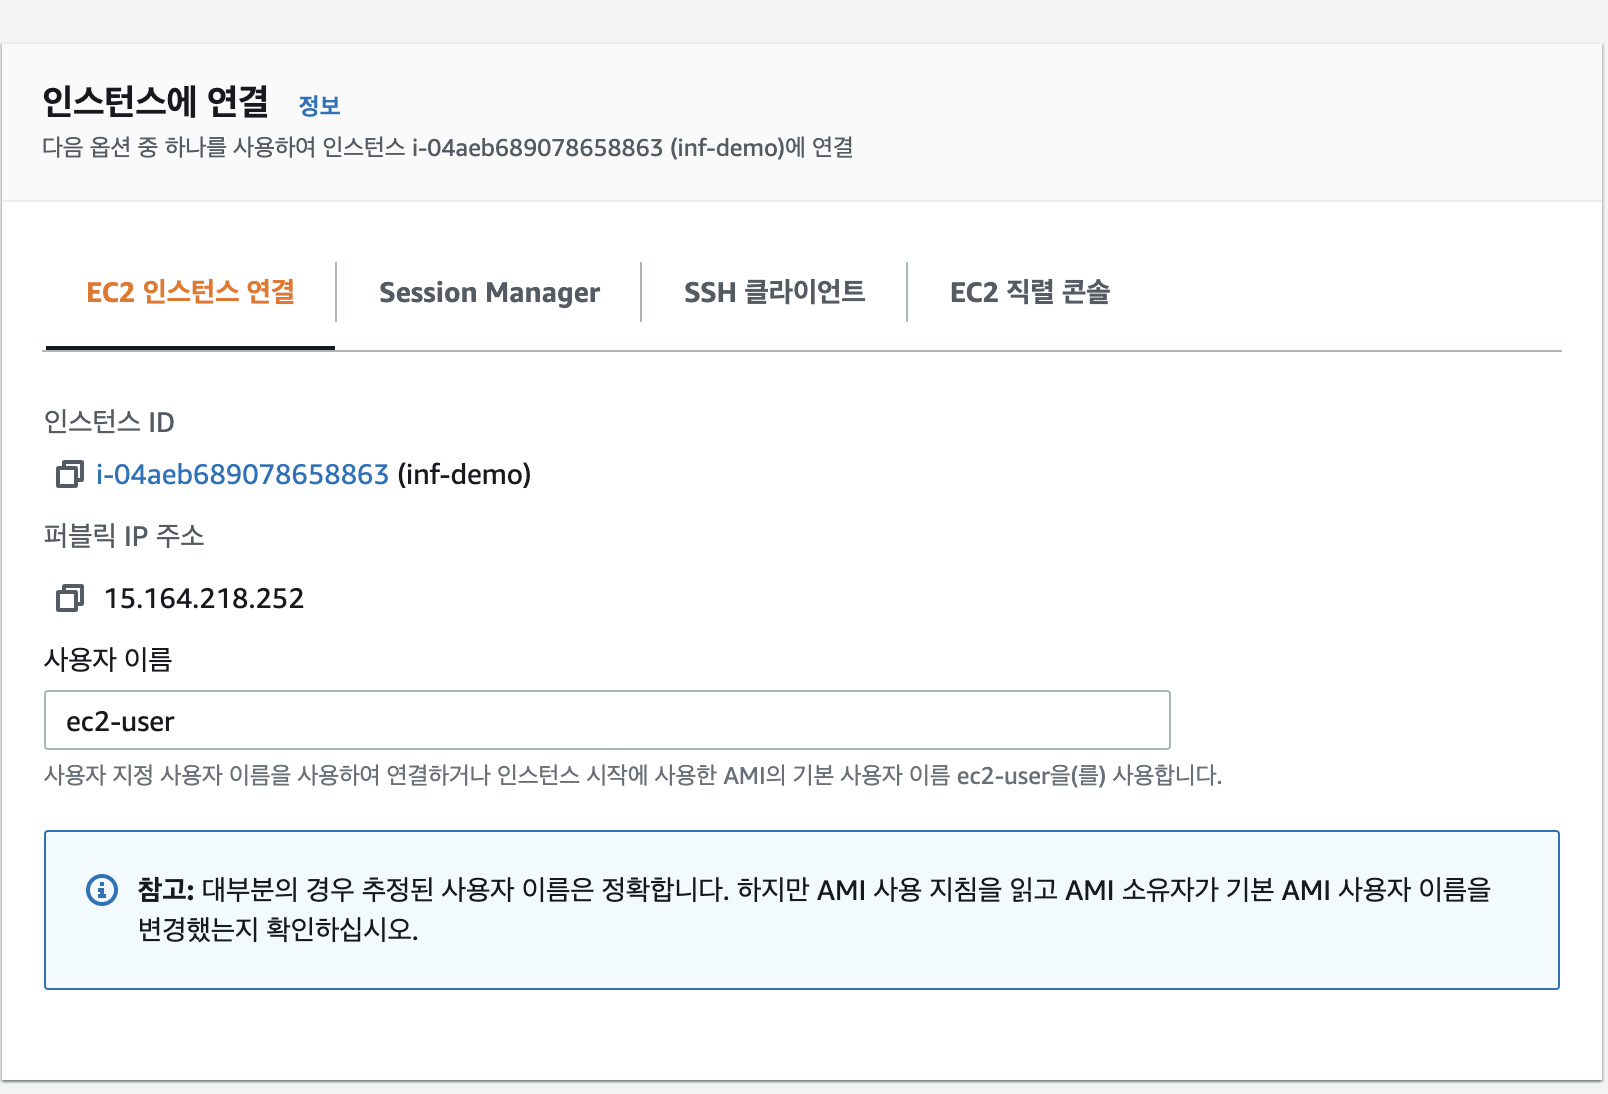 인스턴스에 연결 정보
다음 옵션 중 하나를 사용하여 인스턴스 i-04aeb689078658863 (inf-demo)에 연결
EC2 인스턴스 연결
Session Manager
SSH 클라이언트
EC2 직렬 콘솔
인스턴스 ID
i-04aeb689078658863 (inf-demo)
퍼블릭 IP 주소
15.164.218.252
사용자 이름
ec2-user
사용자 지정 사용자 이름을 사용하여 연결하거나 인스턴스 시작에 사용한 AMI의 기본 사용자 이름 ec2-user을(를) 사용합니다.
참고: 대부분의 경우 추정된 사용자 이름은 정확합니다. 하지만 AMI 사용 지침을 읽고 AMI 소유자가 기본 AMI 사용자 이름을
변경했는지 확인하십시오.